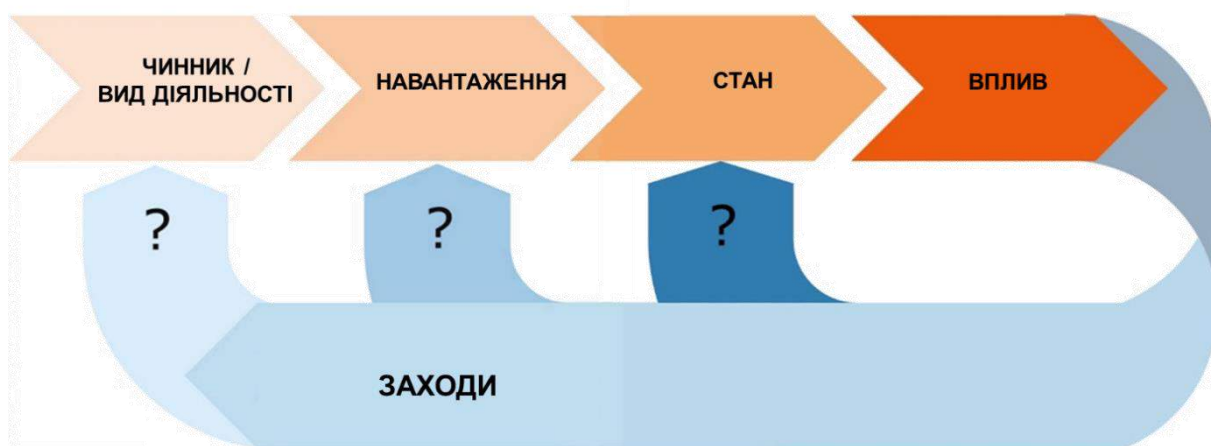 ЧИННИК /
ВИД ДІЯЛЬНОСТІ
НАВАНТАЖЕННЯ
СТАН
ВПЛИВ
?
?
?
ЗАХОДИ